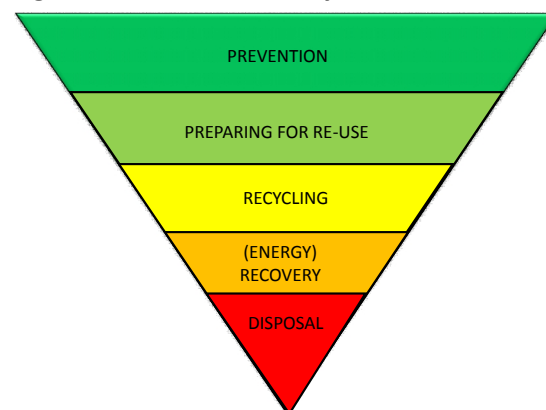 PREVENTION
PREPARING FOR RE-USE
RECYCLING
(ENERGY)
RECOVERY
DISPOSAL